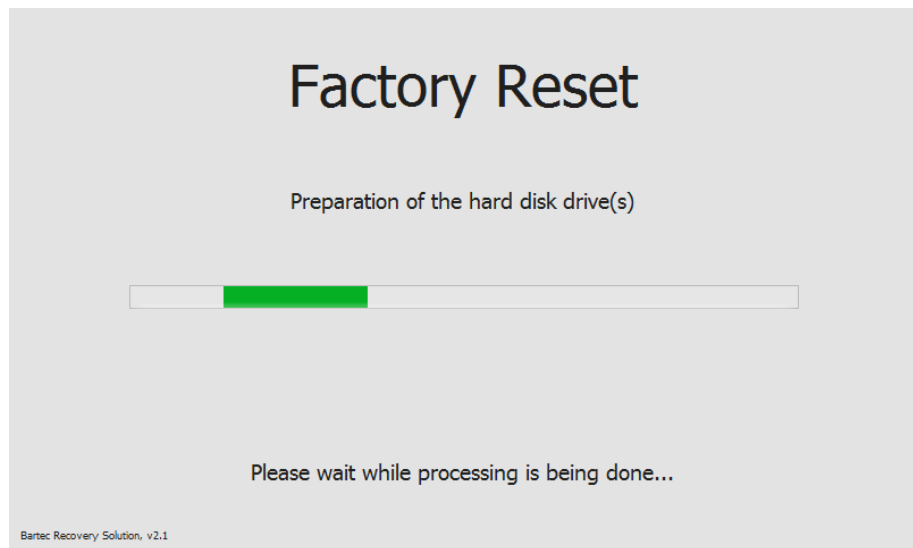 Factory Reset
Preparation of the hard disk drive(s)
Please wait while processing is being done...
Bartec Recovery Solution, v2.1